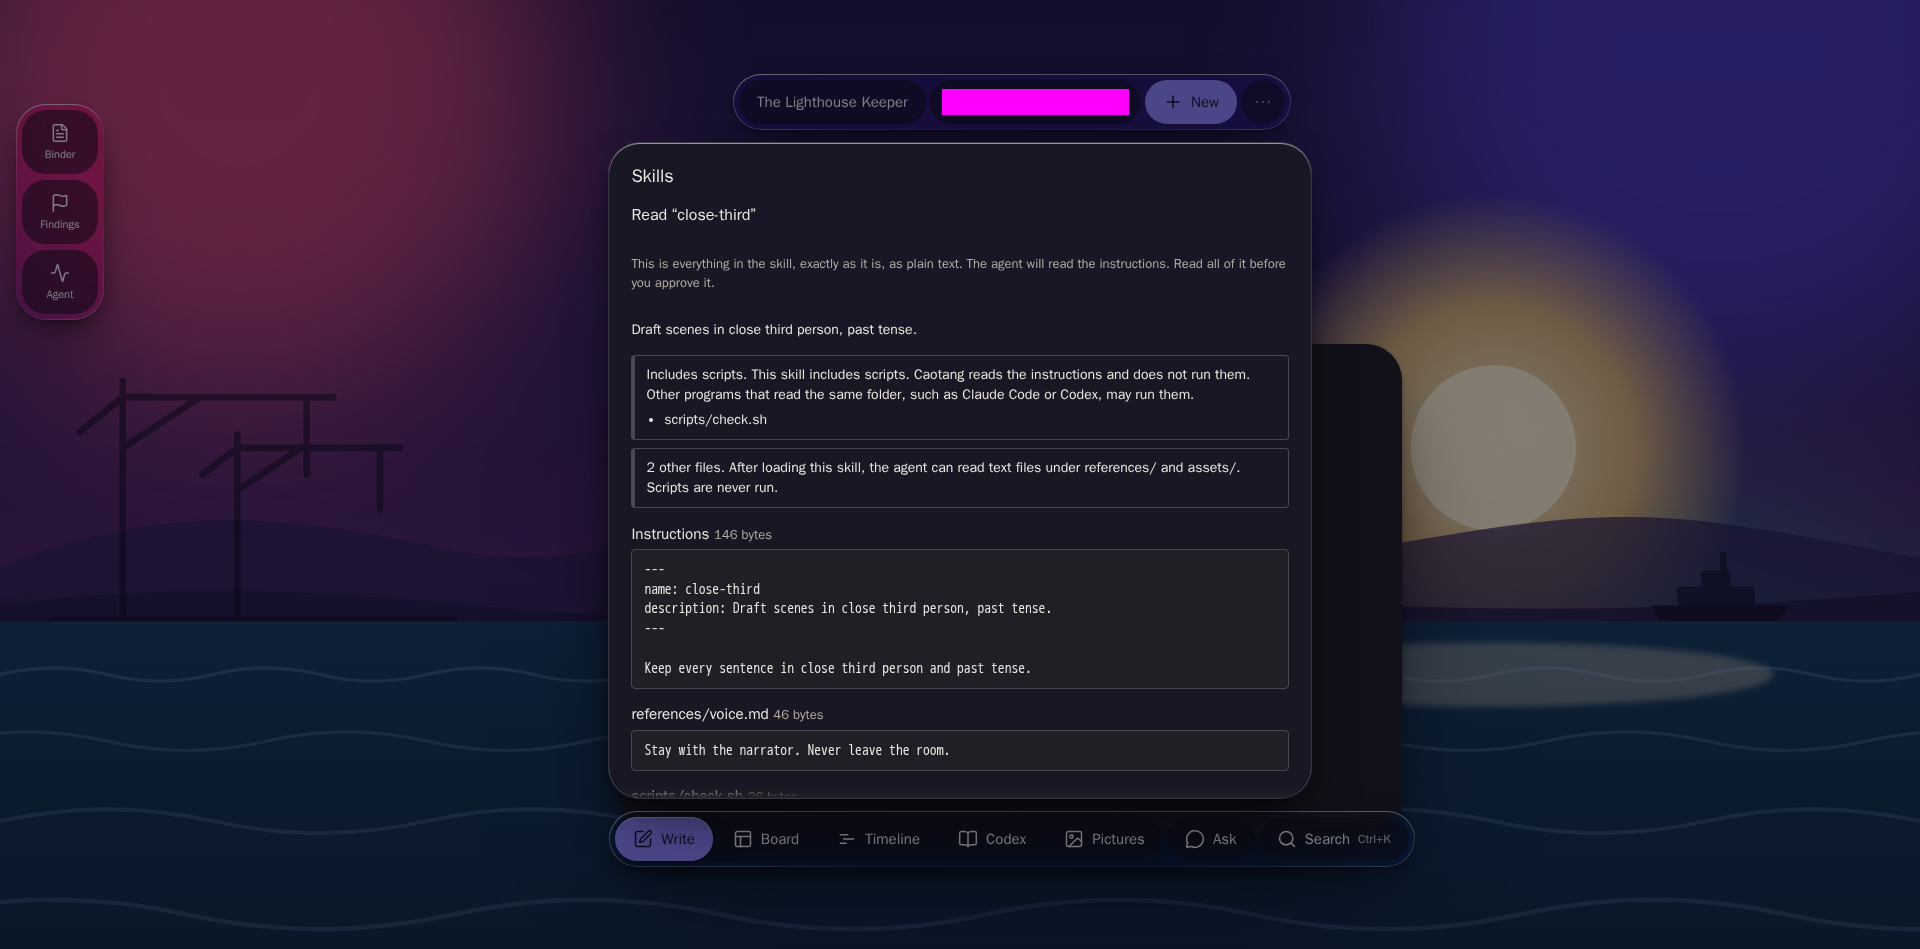 The Lighthouse Keeper
New
Binder
Findings
Agent
Skills
Read “close-third”
This is everything in the skill, exactly as it is, as plain text. The agent will read the instructions. Read all of it before
you approve it.
Draft scenes in close third person, past tense.
Includes scripts. This skill includes scripts. Caotang reads the instructions and does not run them.
Other programs that read the same folder, such as Claude Code or Codex, may run them.
• scripts/check.sh
2 other files. After loading this skill, the agent can read text files under references/ and assets/.
Scripts are never run.
Instructions 146 bytes
---
name: close-third
description: Draft scenes in close third person, past tense.
---
Keep every sentence in close third person and past tense.
references/voice.md 46 bytes
Stay with the narrator. Never leave the room.
scripts/check.sh 26 bytes
Write
Board
Timeline
Codex
Pictures
Ask
Search Ctrl+K